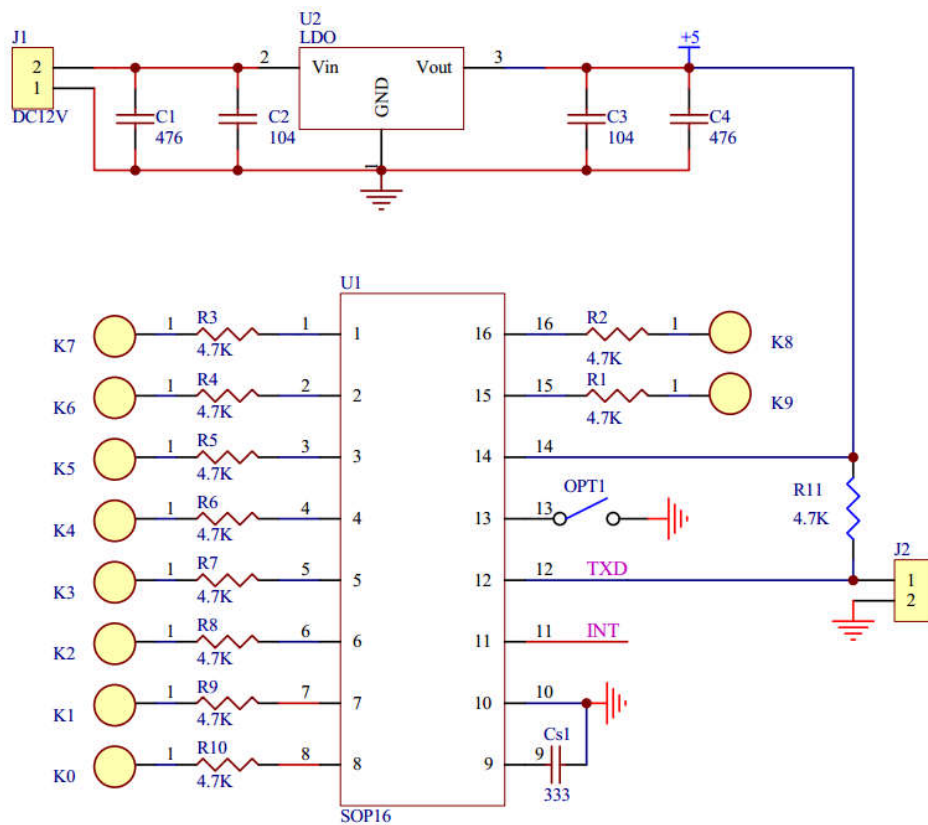 U2
LDO
J1
2
1
DC12V
2
Vin
Vout
3
GND
1
+5
C1
476
C2
104
C3
104
C4
476
U1
K7
1
R3
4.7K
1
1
K6
1
R4
4.7K
2
2
K5
1
R5
4.7K
3
3
K4
1
R6
4.7K
4
4
K3
1
R7
4.7K
5
5
K2
1
R8
4.7K
6
6
K1
1
R9
4.7K
7
7
K0
1
R10
4.7K
8
8
16
16
R2
4.7K
1
K8
15
15
R1
4.7K
1
K9
14
14
13
13
OPT1
R11
4.7K
12
12
TXD
J2
1
2
11
11
INT
10
10
9
9
Cs1
333
SOP16